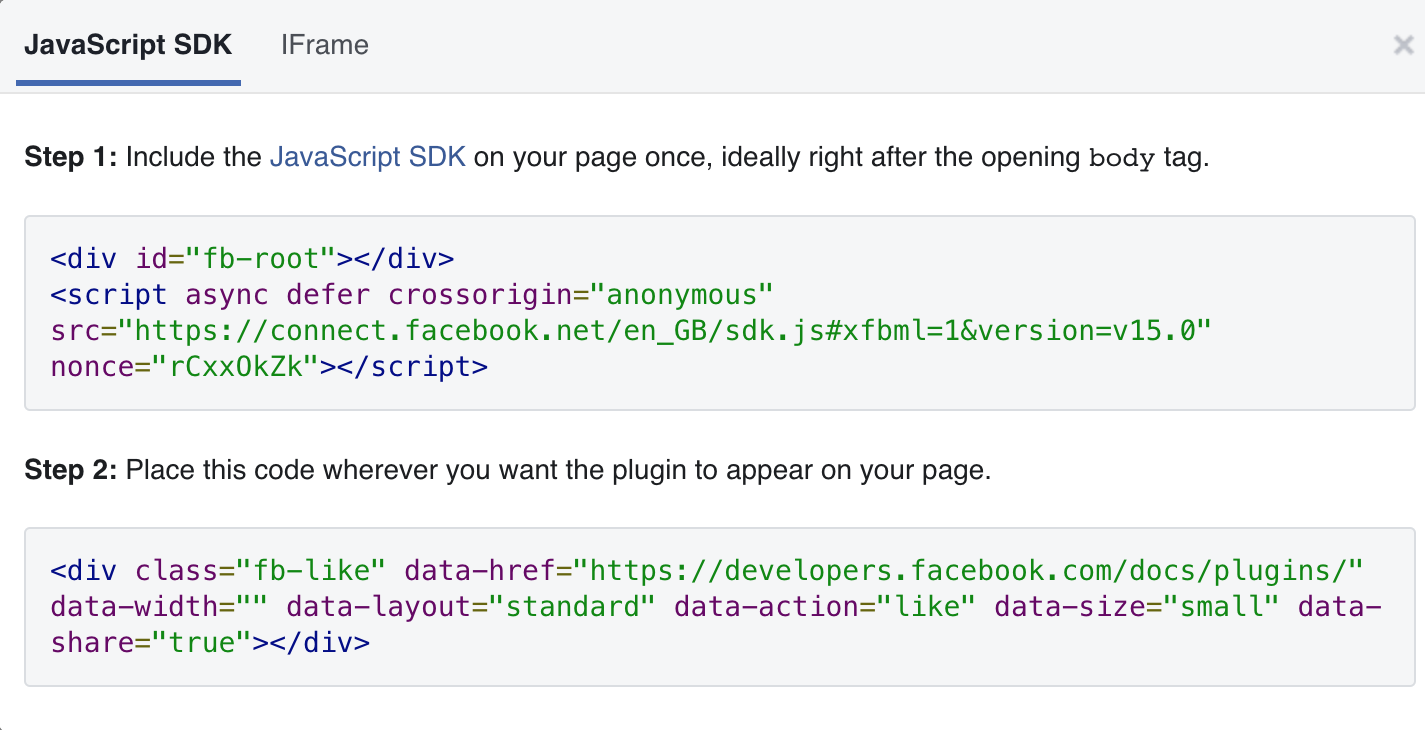 JavaScript SDK IFrame ×
Step 1: Include the JavaScript SDK on your page once, ideally right after the opening body tag.
<div id="fb-root"></div>
<script async defer crossorigin="anonymous"
src="https://connect.facebook.net/en_GB/sdk.js#xfbml=1&version=v15.0"
nonce="rCxxOkZk"></script>
Step 2: Place this code wherever you want the plugin to appear on your page.
<div class="fb-like" data-href="https://developers.facebook.com/docs/plugins/"
data-width="" data-layout="standard" data-action="like" data-size="small" data-
share="true"></div>